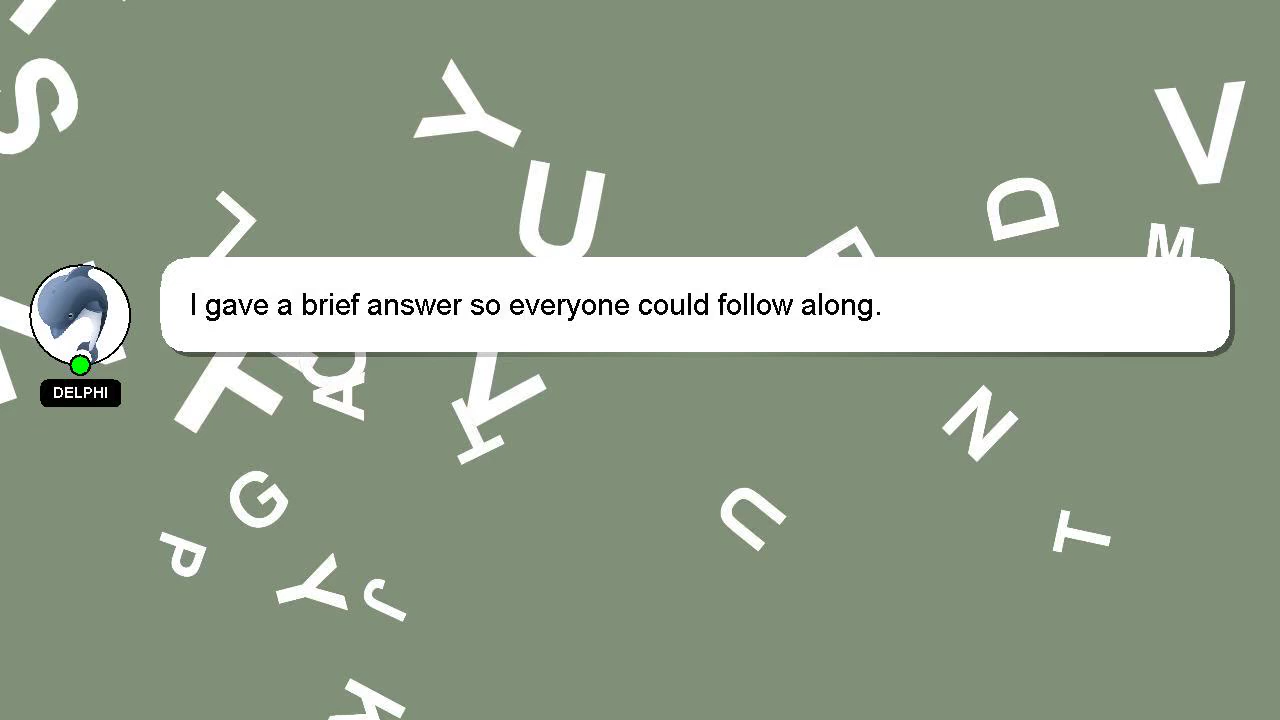 I gave a brief answer so everyone could follow along.
DELPHI
S
Y
U
V
L
D
M
T
A
N
G
U
T
P
Y
J
K